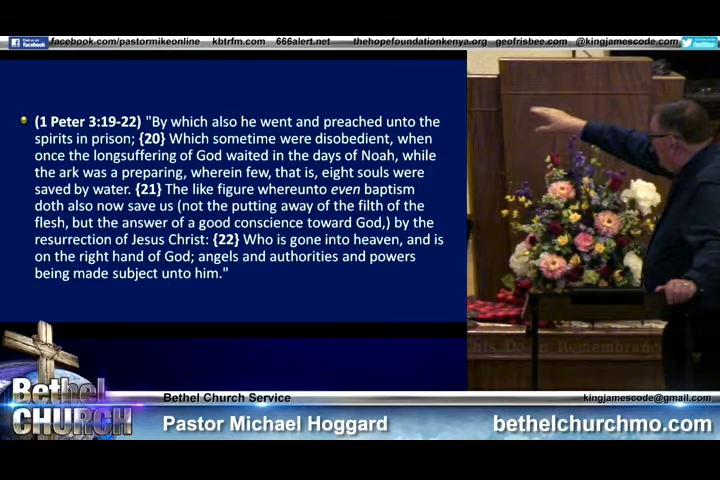 facebook.com/pastormikeonline kbtrfm.com 666alert.net thehopefoundationkenya.org geofrisbee.com @kingjamescode.com
(1 Peter 3:19-22) "By which also he went and preached unto the
spirits in prison; {20} Which sometime were disobedient, when
once the longsuffering of God waited in the days of Noah, while
the ark was a preparing, wherein few, that is, eight souls were
saved by water. {21} The like figure whereunto even baptism
doth also now save us (not the putting away of the filth of the
flesh, but the answer of a good conscience toward God,) by the
resurrection of Jesus Christ: {22} Who is gone into heaven, and is
on the right hand of God; angels and authorities and powers
being made subject unto him."
In Remembrance
Bethel
CHURCH
Bethel Church Service
kingjamescode@gmail.com
Pastor Michael Hoggard
bethelchurchmo.com